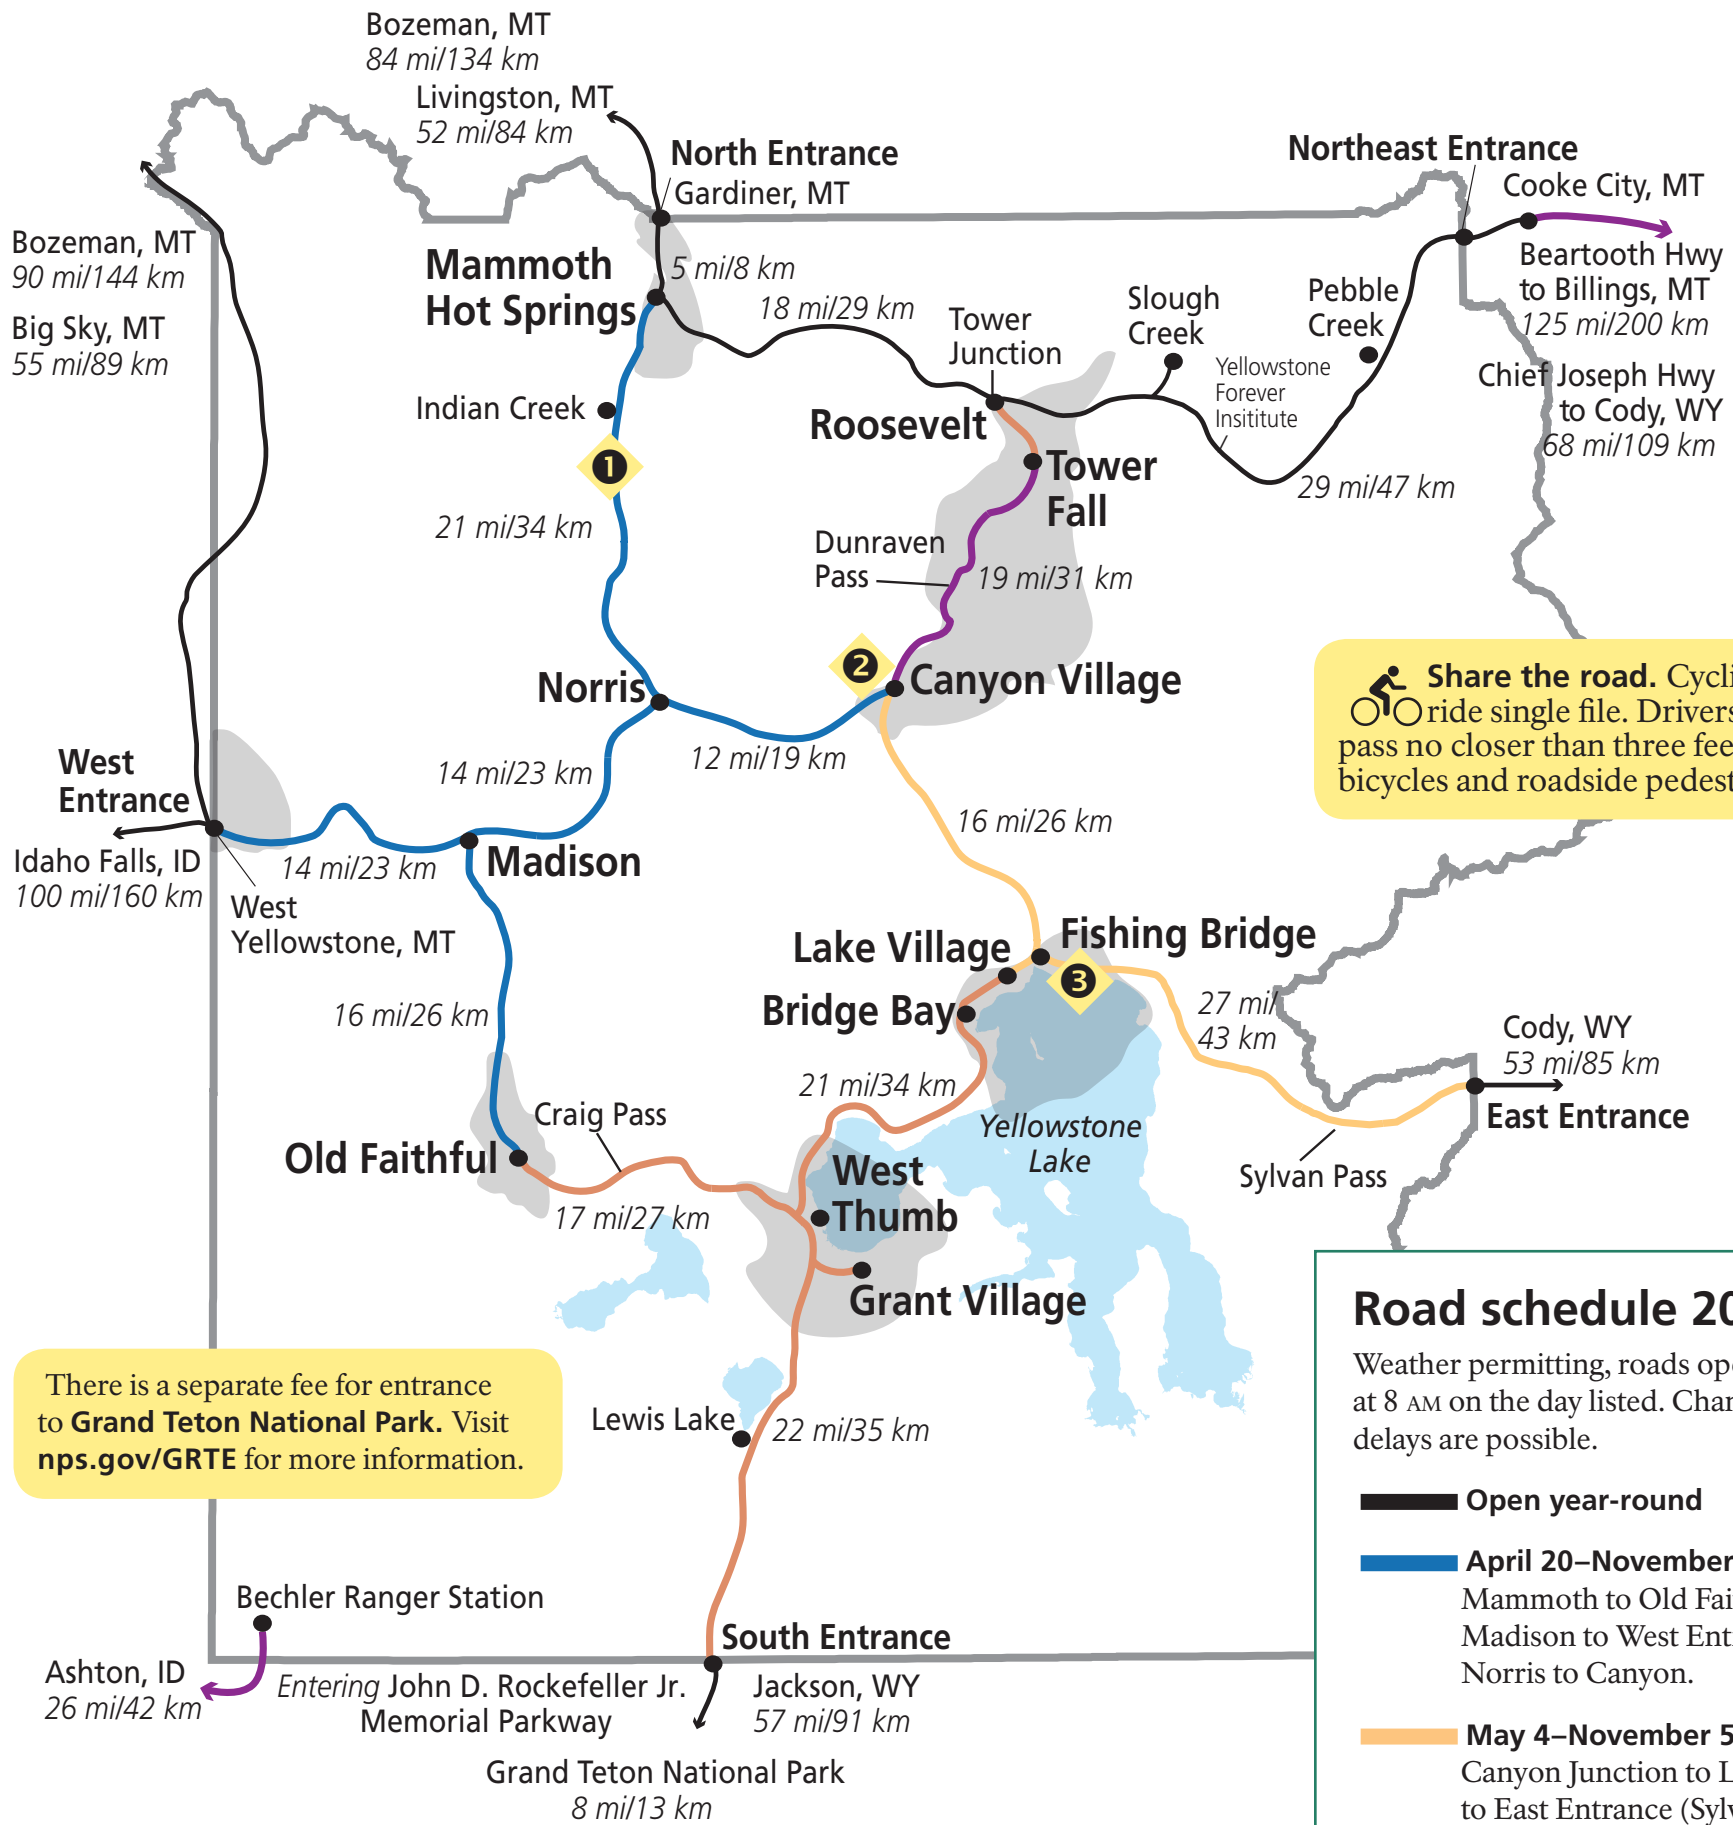 Bozeman, MT
84 mi/134 km
Livingston, MT
52 mi/84 km
North Entrance
Gardiner, MT
Northeast Entrance
Cooke City, MT
Beartooth Hwy
to Billings, MT
125 mi/200 km
Chief Joseph Hwy
to Cody, WY
68 mi/109 km
Bozeman, MT
90 mi/144 km
Big Sky, MT
55 mi/89 km
Mammoth
Hot Springs
5 mi/8 km
18 mi/29 km
Tower
Junction
Slough
Creek
Pebble
Creek
Yellowstone
Forever
Insititute
Indian Creek
Roosevelt
1
Tower
Fall
29 mi/47 km
21 mi/34 km
Dunraven
Pass
19 mi/31 km
2
Canyon Village
Norris
Share the road. Cycli
ride single file. Drivers
pass no closer than three fee
bicycles and roadside pedest
West
Entrance
14 mi/23 km
12 mi/19 km
16 mi/26 km
Idaho Falls, ID
100 mi/160 km
14 mi/23 km
Madison
West
Yellowstone, MT
Lake Village
Fishing Bridge
3
Bridge Bay
16 mi/26 km
27 mi/
43 km
Cody, WY
53 mi/85 km
East Entrance
21 mi/34 km
Craig Pass
Yellowstone
Lake
Old Faithful
West
Thumb
Sylvan Pass
17 mi/27 km
Grant Village
There is a separate fee for entrance
to Grand Teton National Park. Visit
nps.gov/GRTE for more information.
Lewis Lake
22 mi/35 km
Bechler Ranger Station
South Entrance
Ashton, ID
26 mi/42 km
Entering John D. Rockefeller Jr.
Memorial Parkway
Jackson, WY
57 mi/91 km
Grand Teton National Park
8 mi/13 km
Road schedule 20
Weather permitting, roads ope
at 8 AM on the day listed. Chan
delays are possible.
Open year-round
April 20–November
Mammoth to Old Fai
Madison to West Ent
Norris to Canyon.
May 4–November 5
Canyon Junction to L
to East Entrance (Sylv